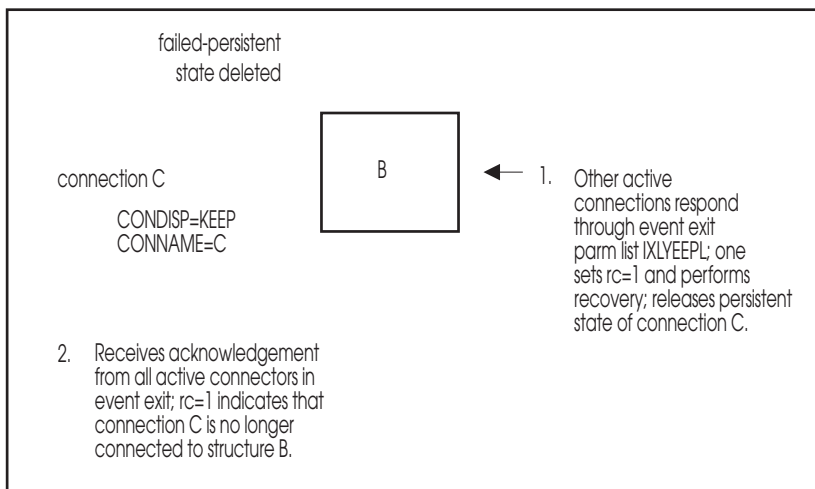 failed-persistent
state deleted
connection C
CONDISP=KEEP
CONNAME=C
B
1. Other active
connections respond
through event exit
parm list IXLYEEPL; one
sets rc=1 and performs
recovery; releases persistent
state of connection C.
2. Receives acknowledgement
from all active connectors in
event exit; rc=1 indicates that
connection C is no longer
connected to structure B.